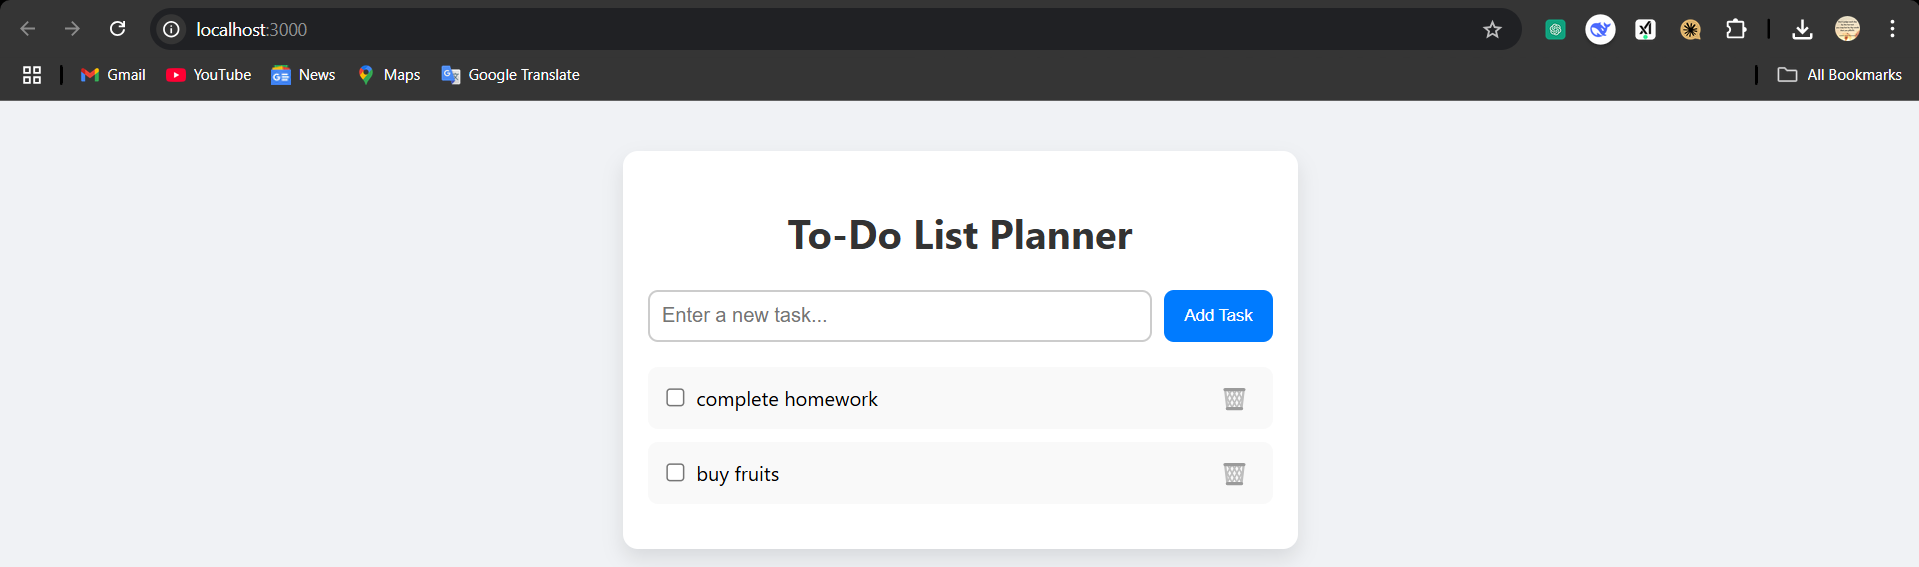 localhost:3000
Gmail YouTube News Maps Google Translate All Bookmarks
To-Do List Planner
Enter a new task... Add Task
complete homework
buy fruits